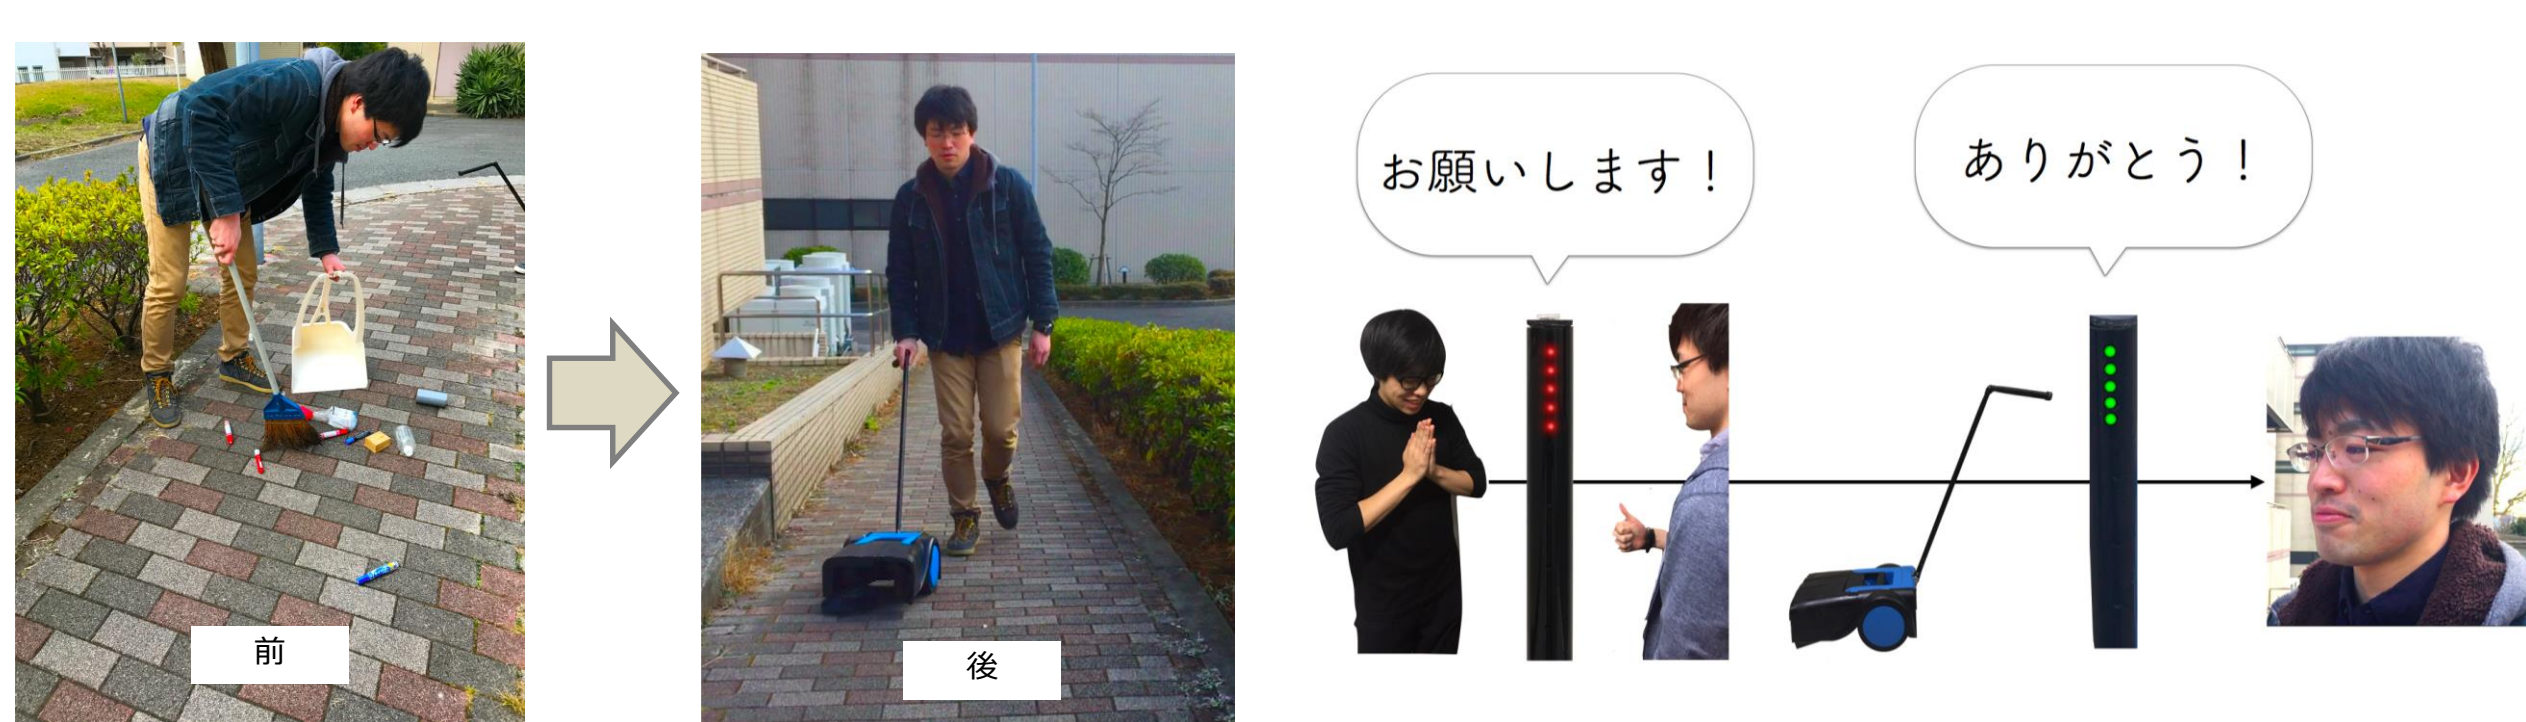 前
後
お願いします！
ありがとう！